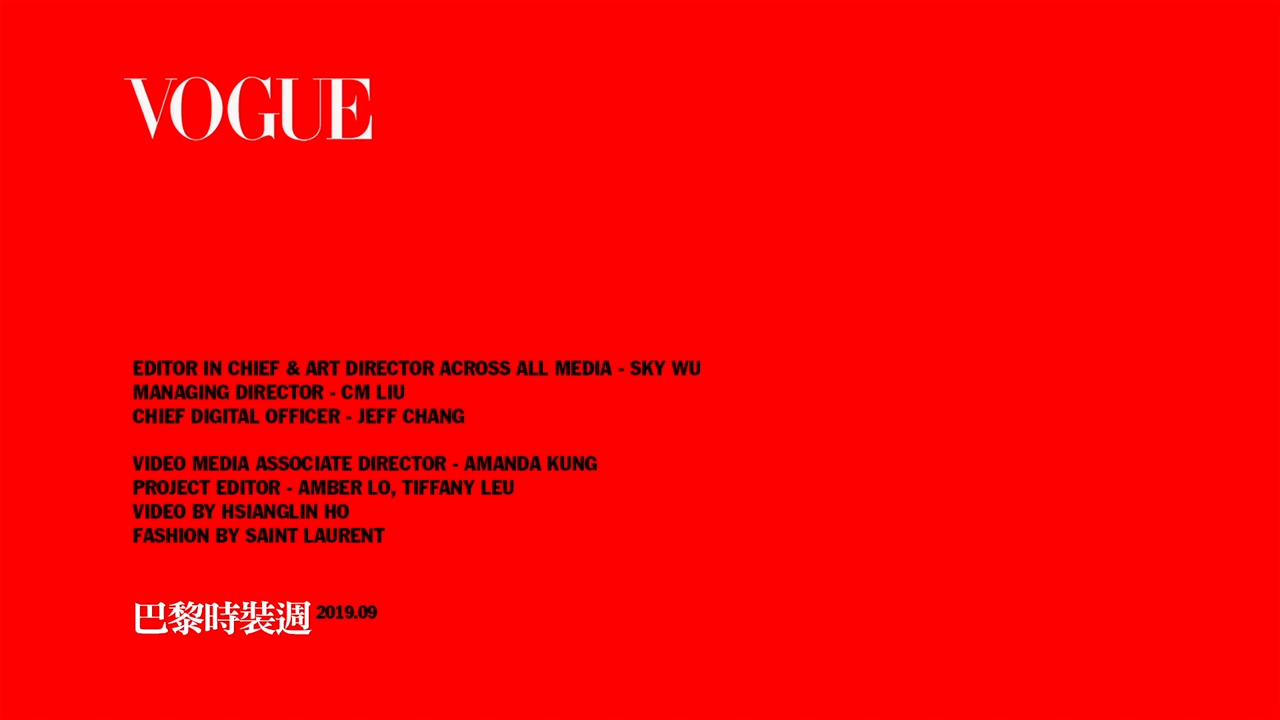 VOGUE
EDITOR IN CHIEF & ART DIRECTOR ACROSS ALL MEDIA - SKY WU
MANAGING DIRECTOR - CM LIU
CHIEF DIGITAL OFFICER - JEFF CHANG
VIDEO MEDIA ASSOCIATE DIRECTOR - AMANDA KUNG
PROJECT EDITOR - AMBER LO, TIFFANY LEU
VIDEO BY HSIANGLIN HO
FASHION BY SAINT LAURENT
巴黎時裝週 2019.09